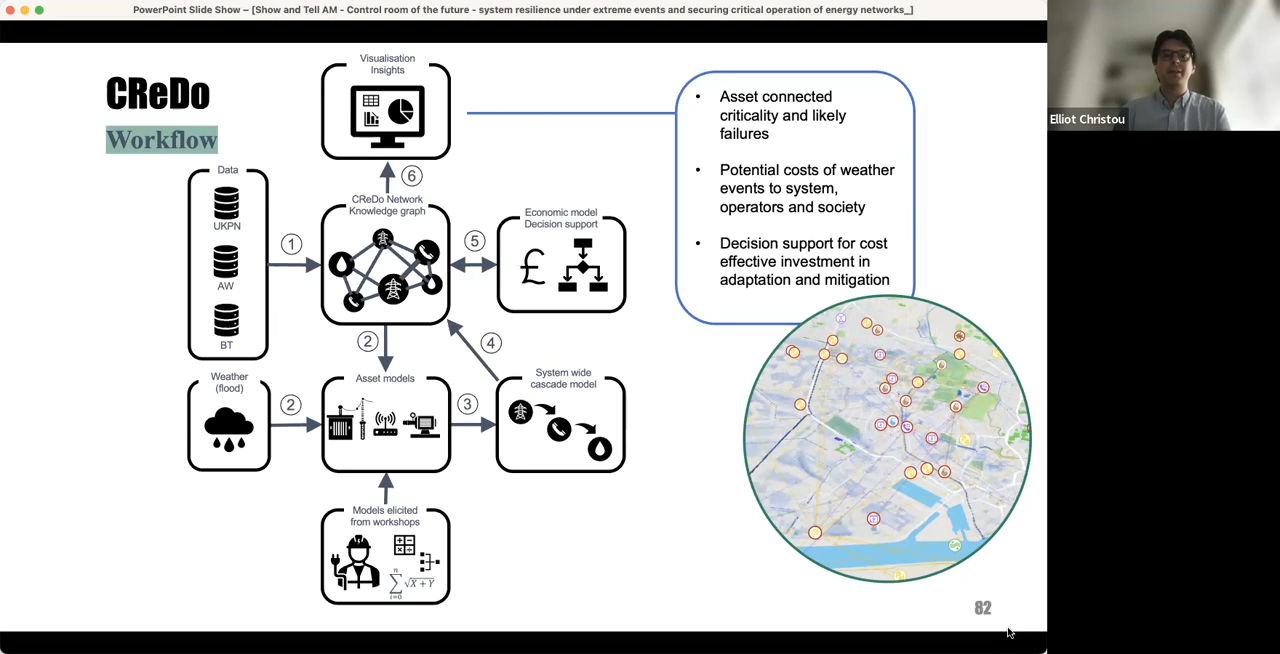 PowerPoint Slide Show – [Show and Tell AM - Control room of the future - system resilience under extreme events and securing critical operation of energy networks_]
Elliot Christou
CReDo
Workflow
Visualisation
Insights
6
Data
UKPN
AW
BT
1
CReDo Network
Knowledge graph
5
Economic model
Decision support
£
2
4
Weather
(flood)
2
Asset models
3
System wide
cascade model
Models elicited
from workshops
n
∑ √X + Y
i=0
• Asset connected
criticality and likely
failures
• Potential costs of weather
events to system,
operators and society
• Decision support for cost
effective investment in
adaptation and mitigation
82